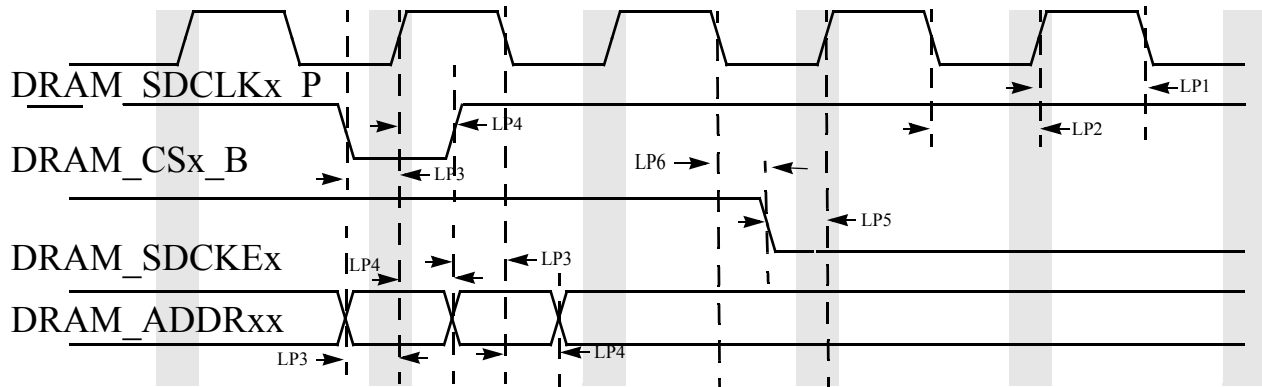 DRAM_SDCLKx_P
LP1
LP4
LP2
DRAM_CSx_B
LP6
LP3
LP5
DRAM_SDCKEx
LP4
LP3
DRAM_ADDRxx
LP3
LP4